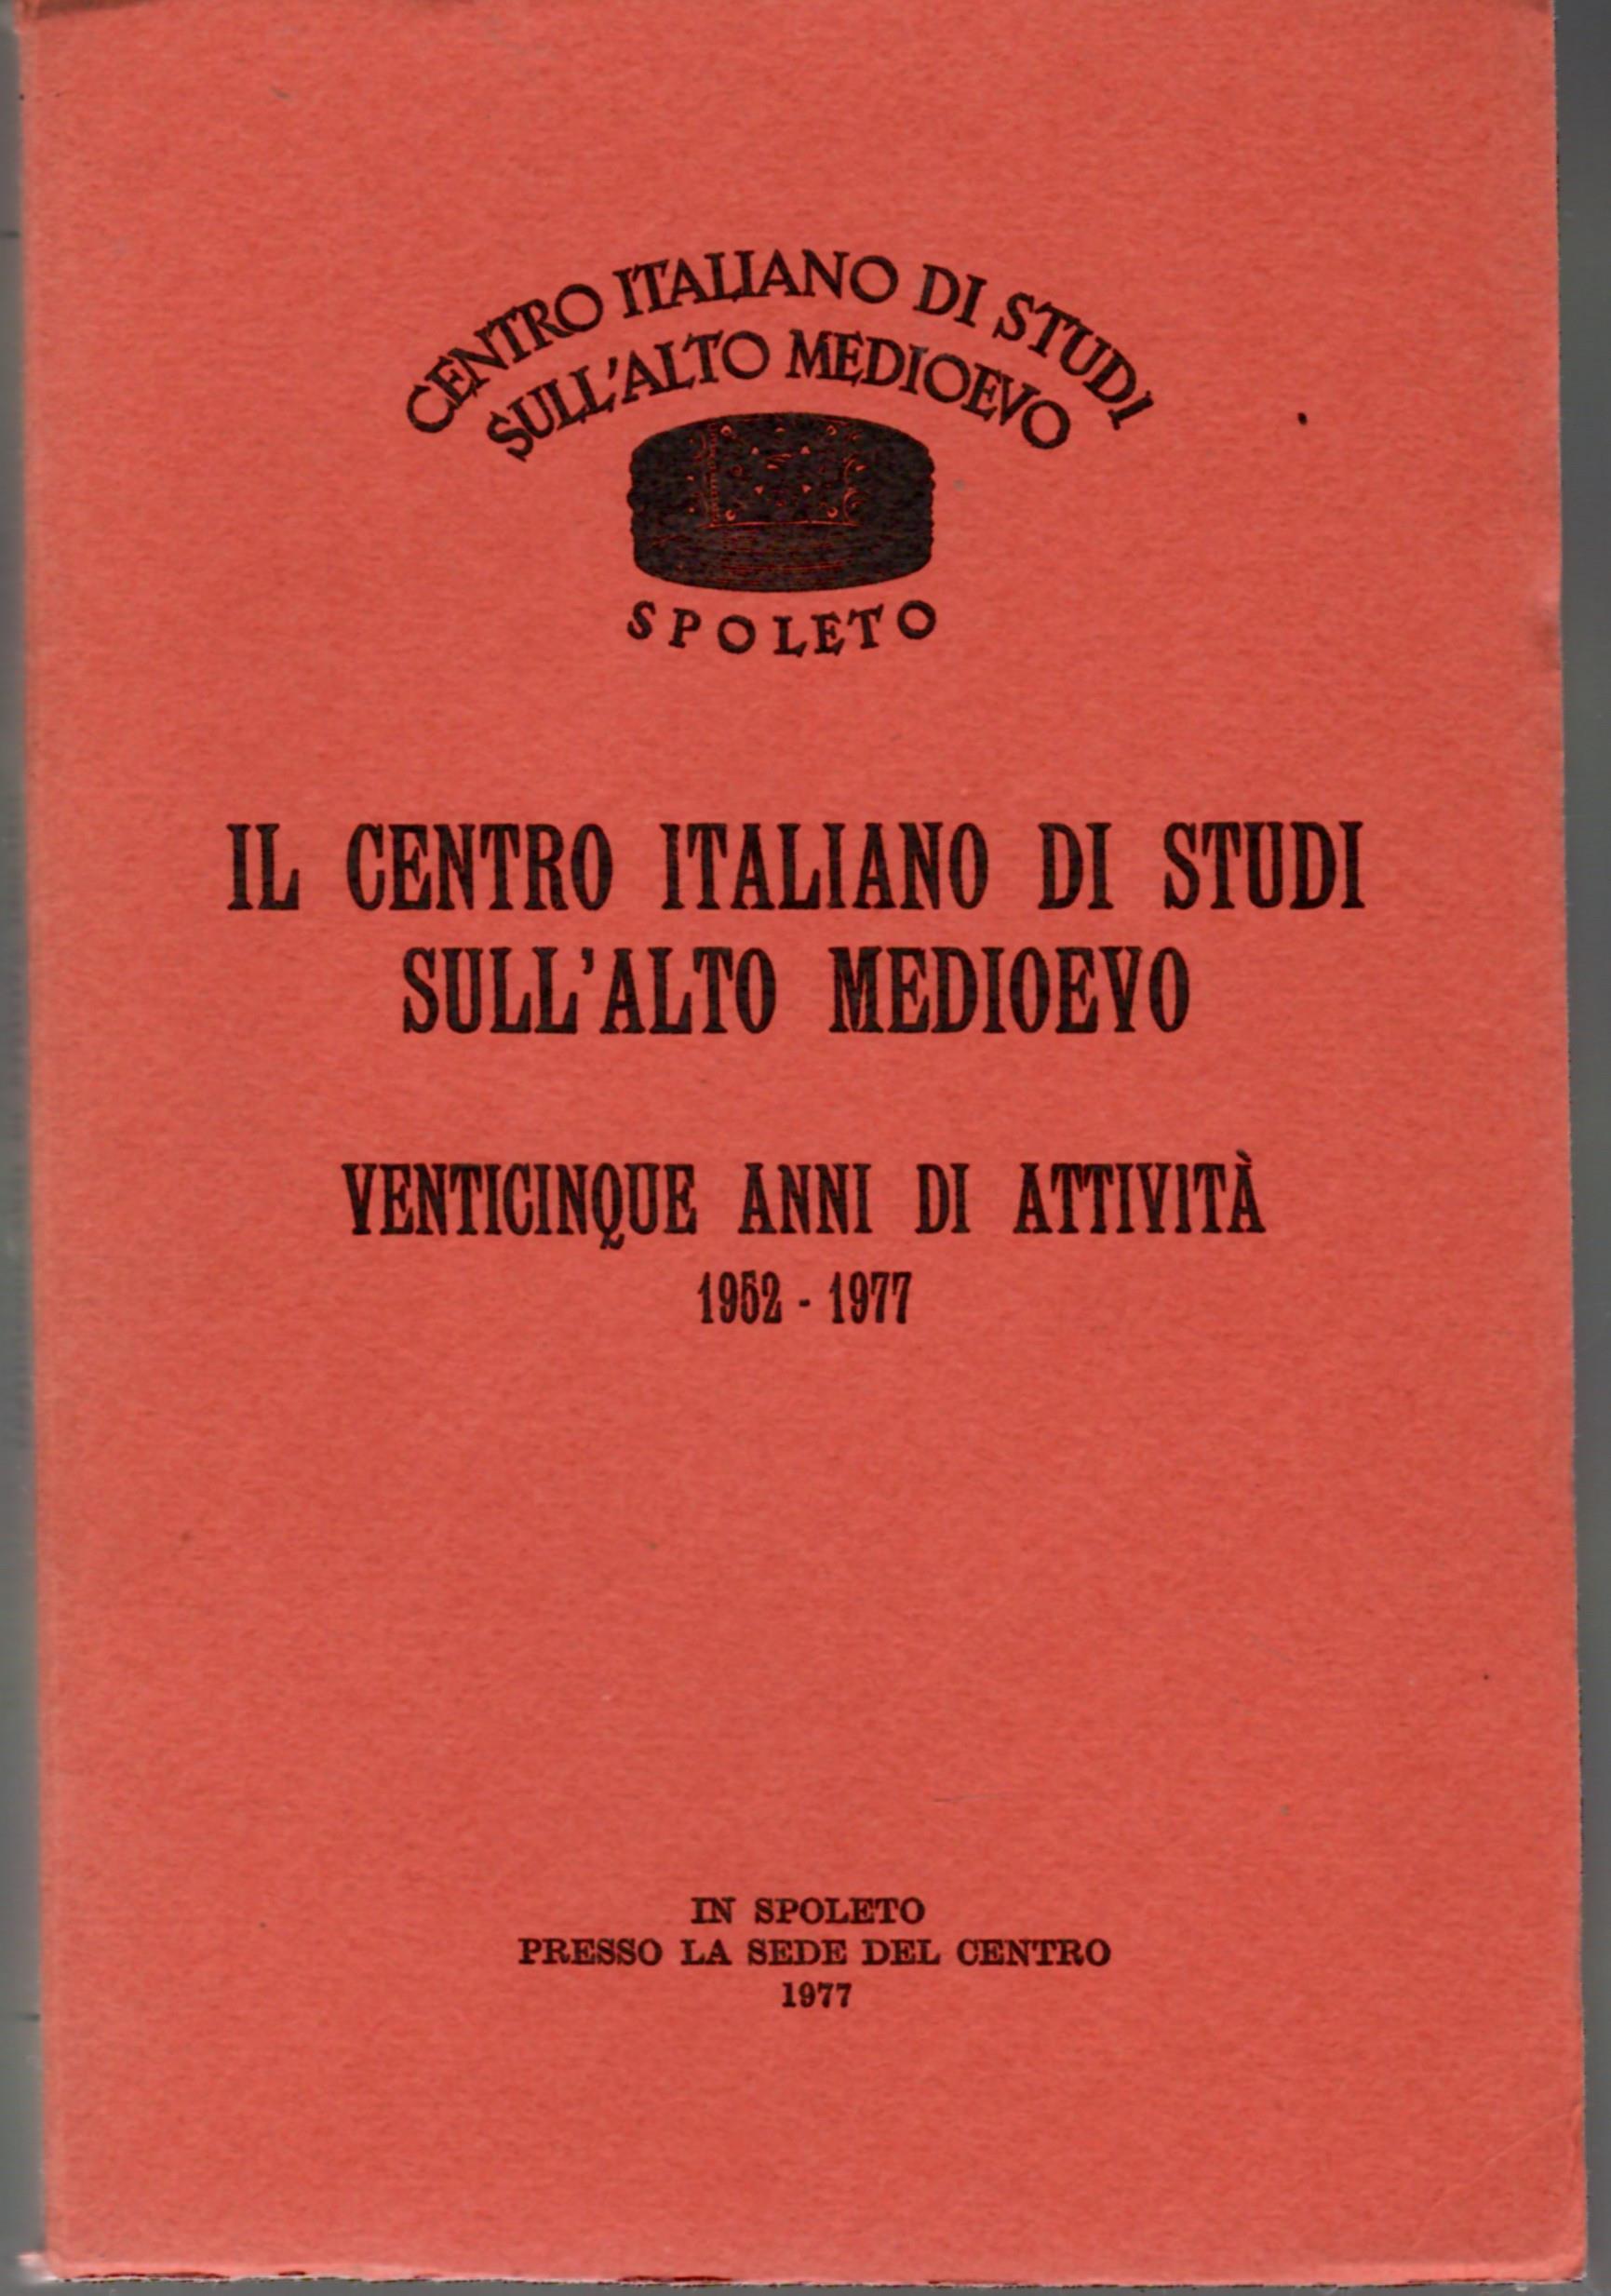 CENTRO ITALIANO DI STUDI
SULL'ALTO MEDIOEVO
SPOLETO
IL CENTRO ITALIANO DI STUDI
SULL'ALTO MEDIOEVO
VENTICINQUE ANNI DI ATTIVITÀ
1952 - 1977
IN SPOLETO
PRESSO LA SEDE DEL CENTRO
1977